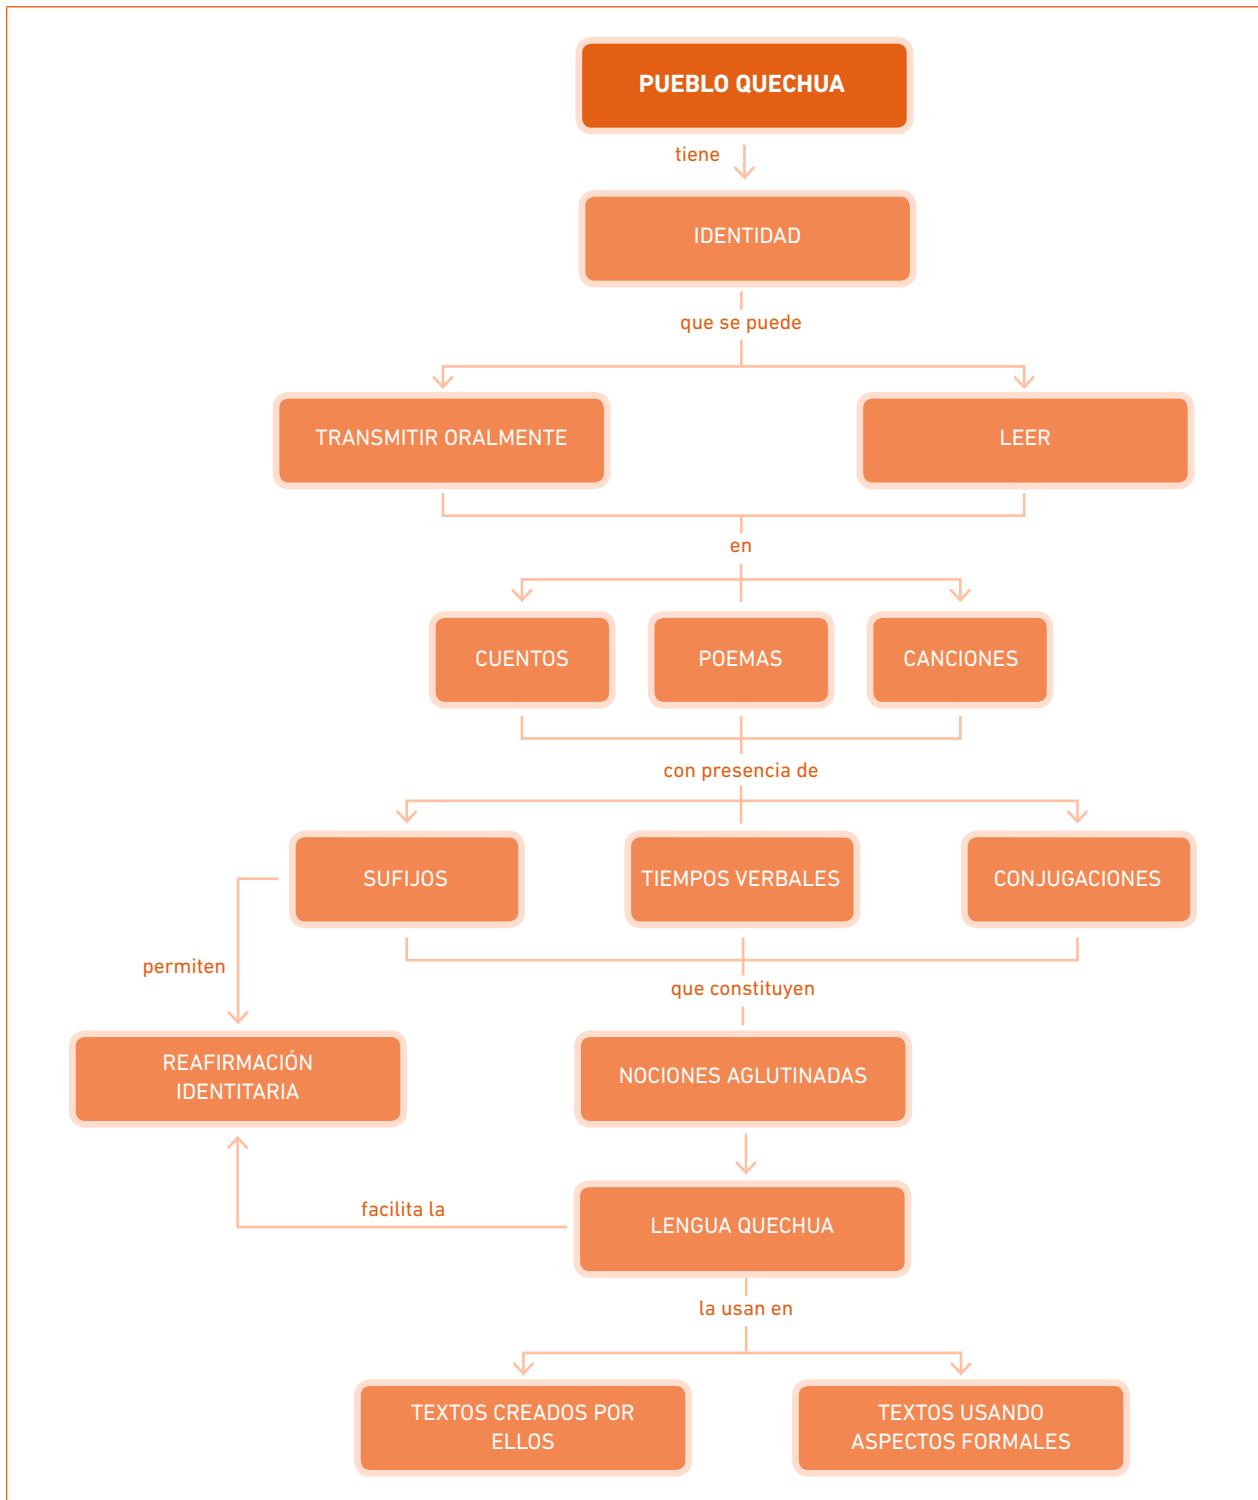 PUEBLO QUECHUA
tiene
IDENTIDAD
que se puede
TRANSMITIR ORALMENTE
LEER
en
CUENTOS
POEMAS
CANCIONES
con presencia de
SUFIJOS
TIEMPOS VERBALES
CONJUGACIONES
permiten
que constituyen
REAFIRMACIÓN
IDENTITARIA
NOCIONES AGLUTINADAS
facilita la
LENGUA QUECHUA
la usan en
TEXTOS CREADOS POR
ELLOS
TEXTOS USANDO
ASPECTOS FORMALES